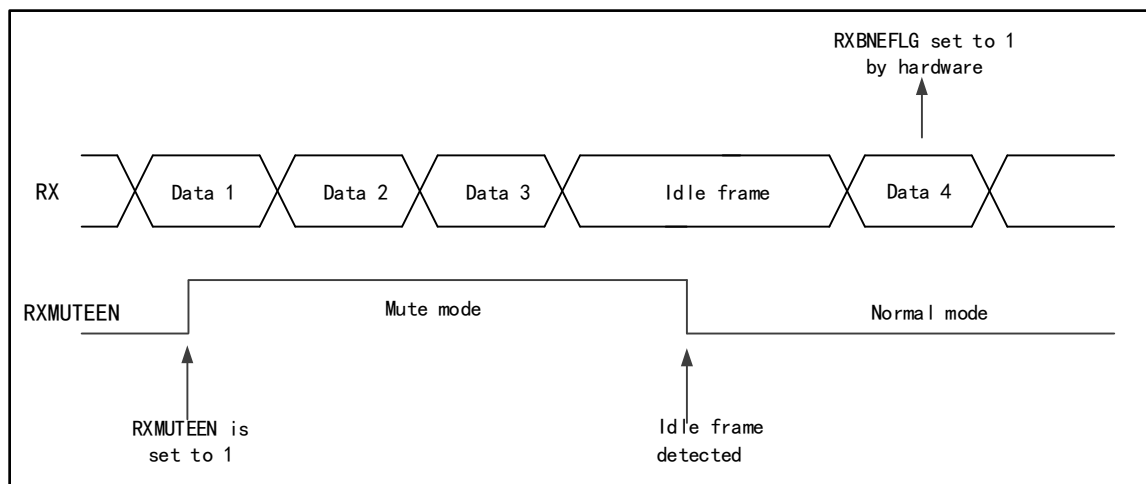 RXBNEFLG set to 1
by hardware
RX
Data 1
Data 2
Data 3
Idle frame
Data 4
RXMUTEEN
Mute mode
Normal mode
RXMUTEEN is
set to 1
Idle frame
detected